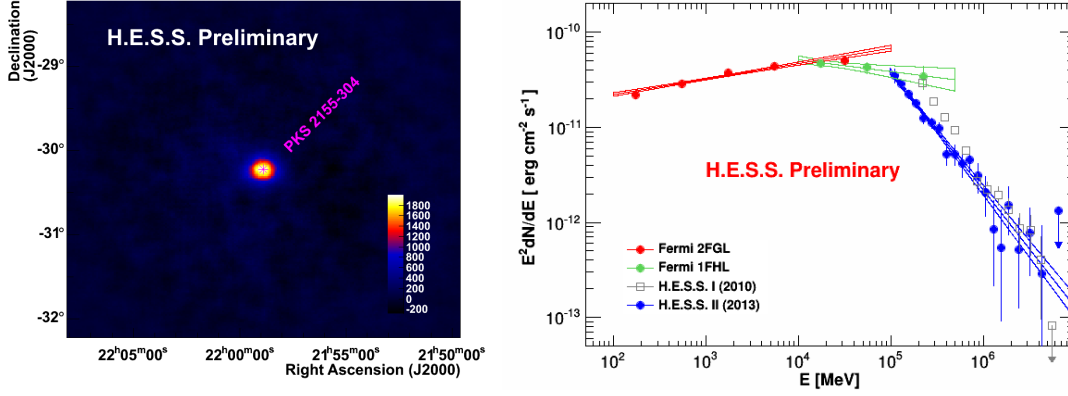 H.E.S.S. Preliminary
Declination
(J2000)
-29°
-30°
-31°
-32°
PKS 2155-304
1800
1600
1400
1200
1000
800
600
400
200
0
-200
22h05m00s
22h00m00s
21h55m00s
21h50m00s
Right Ascension (J2000)
E²dN/dE [ erg cm⁻² s⁻¹ ]
10⁻¹⁰
10⁻¹¹
10⁻¹²
10⁻¹³
H.E.S.S. Preliminary
Fermi 2FGL
Fermi 1FHL
H.E.S.S. I (2010)
H.E.S.S. II (2013)
10²
10³
10⁴
10⁵
10⁶
E [MeV]